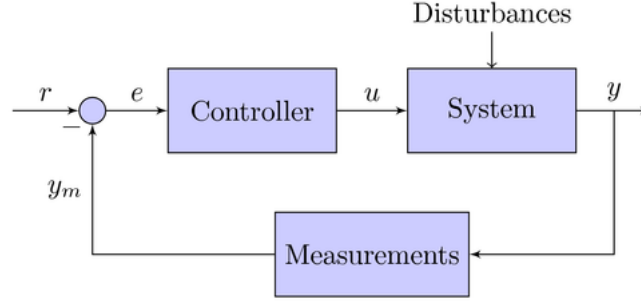 Disturbances
r
e
Controller
u
System
y
−
y_m
Measurements